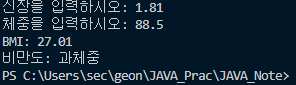 신장을 입력하시오: 1.81
체중을 입력하시오: 88.5
BMI: 27.01
비만도: 과체중
PS C:\Users\sec\geon\JAVA_Prac\JAVA_Note>